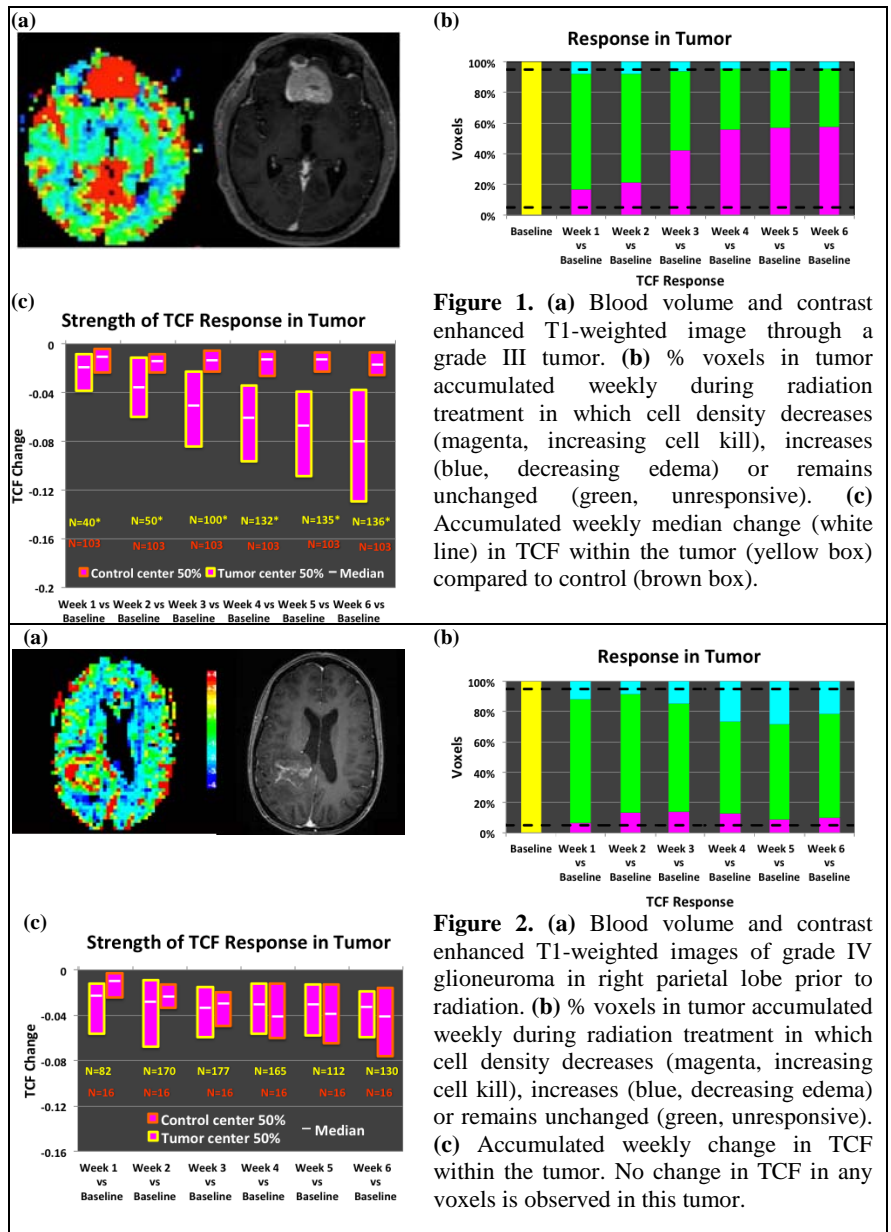 (a)
(b)
Response in Tumor
100%
80%
60%
40%
20%
0%
Voxels
Baseline
Week 1 vs Baseline
Week 2 vs Baseline
Week 3 vs Baseline
Week 4 vs Baseline
Week 5 vs Baseline
Week 6 vs Baseline
TCF Response
(c)
Strength of TCF Response in Tumor
0
-0.04
-0.08
-0.12
-0.16
-0.2
TCF Change
N=40* N=50* N=100* N=132* N=135* N=136*
N=103 N=103 N=103 N=103 N=103 N=103
Control center 50% Tumor center 50% Median
Week 1 vs Baseline
Week 2 vs Baseline
Week 3 vs Baseline
Week 4 vs Baseline
Week 5 vs Baseline
Week 6 vs Baseline
Figure 1. (a) Blood volume and contrast
enhanced T1-weighted image through a
grade III tumor. (b) % voxels in tumor
accumulated weekly during radiation
treatment in which cell density decreases
(magenta, increasing cell kill), increases
(blue, decreasing edema) or remains
unchanged (green, unresponsive). (c)
Accumulated weekly median change (white
line) in TCF within the tumor (yellow box)
compared to control (brown box).
(a)
(b)
Response in Tumor
100%
80%
60%
40%
20%
0%
Voxels
Baseline
Week 1 vs Baseline
Week 2 vs Baseline
Week 3 vs Baseline
Week 4 vs Baseline
Week 5 vs Baseline
Week 6 vs Baseline
TCF Response
(c)
Strength of TCF Response in Tumor
0
-0.04
-0.08
-0.12
-0.16
TCF Change
N=82 N=170 N=177 N=165 N=112 N=130
N=16 N=16 N=16 N=16 N=16 N=16
Control center 50%
Tumor center 50%
Median
Week 1 vs Baseline
Week 2 vs Baseline
Week 3 vs Baseline
Week 4 vs Baseline
Week 5 vs Baseline
Week 6 vs Baseline
Figure 2. (a) Blood volume and contrast
enhanced T1-weighted images of grade IV
glioneuroma in right parietal lobe prior to
radiation. (b) % voxels in tumor accumulated
weekly during radiation treatment in which
cell density decreases (magenta, increasing
cell kill), increases (blue, decreasing edema)
or remains unchanged (green, unresponsive).
(c) Accumulated weekly change in TCF
within the tumor. No change in TCF in any
voxels is observed in this tumor.